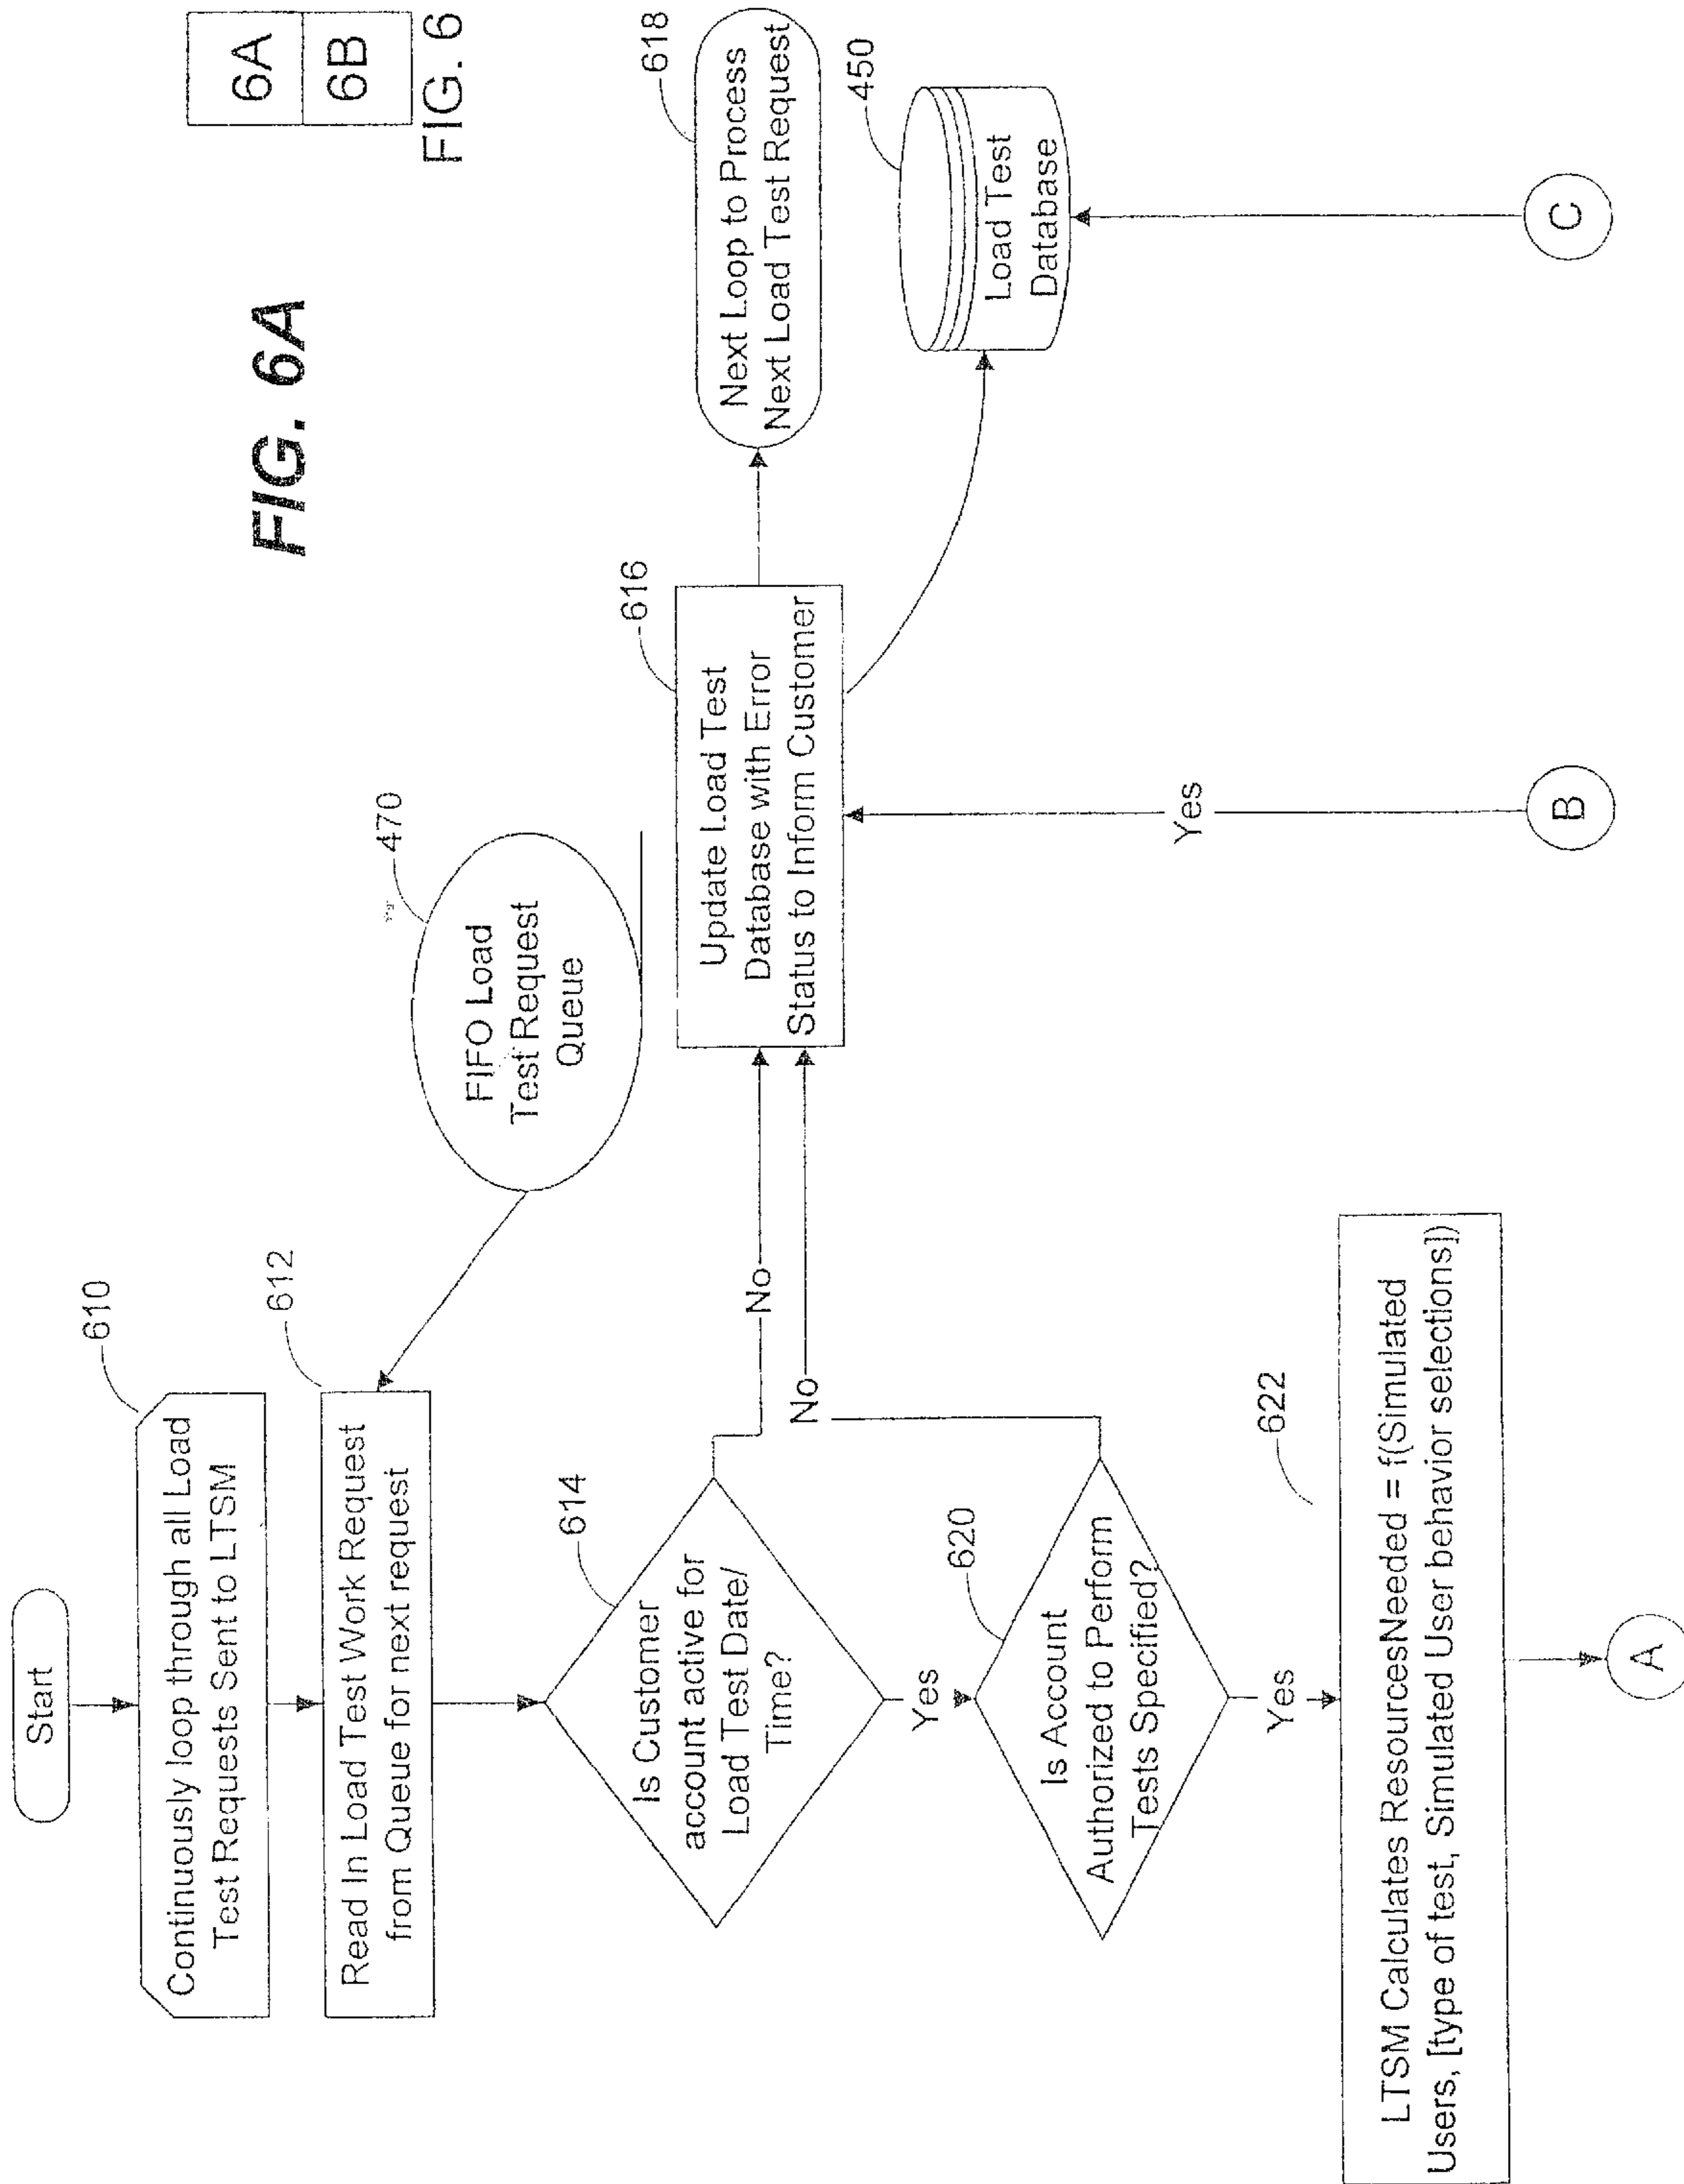 FIG. 6A
6A
6B
FIG. 6
Start
610
Continuously loop through all Load
Test Requests Sent to LTSM
612
Read In Load Test Work Request
from Queue for next request
470
FIFO Load
Test Request
Queue
614
Is Customer
account active for
Load Test Date/
Time?
No
Yes
616
Update Load Test
Database with Error
Status to Inform Customer
618
Next Loop to Process
Next Load Test Request
450
Load Test
Database
620
Is Account
Authorized to Perform
Tests Specified?
No
Yes
622
LTSM Calculates ResourcesNeeded = f(Simulated
Users, [type of test, Simulated User behavior selections])
Yes
A
B
C